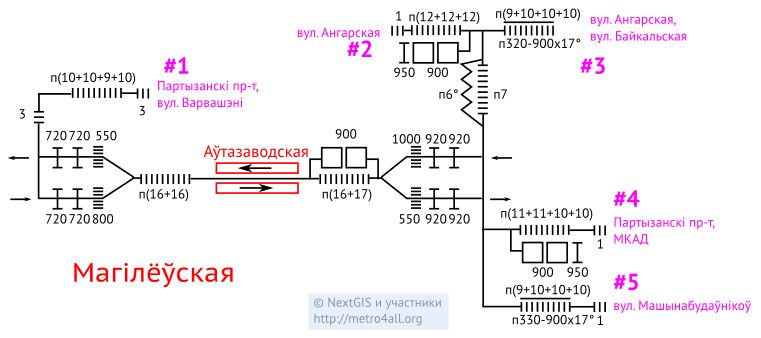 п(9+10+10+10)
1 п(12+12+12)
вул. Ангарская,
вул. Ангарская
#2
п320-900х17°
вул. Байкальская
#1
950 900
#3
п(10+10+9+10)
Партызанскі пр-т,
вул. Варвашэні
п6° п7
3
3
720 720 550
900
1000 920 920
Аўтазаводская
п(16+16)
п(16+17)
720 720 800
550 920 920
#4
п(11+11+10+10)
Партызанскі пр-т,
МКАД
1
900 950
Магілёўская
#5
п(9+10+10+10)
вул. Машынабудаўнікоў
п330-900х17° 1
© NextGIS и участники
http://metro4all.org